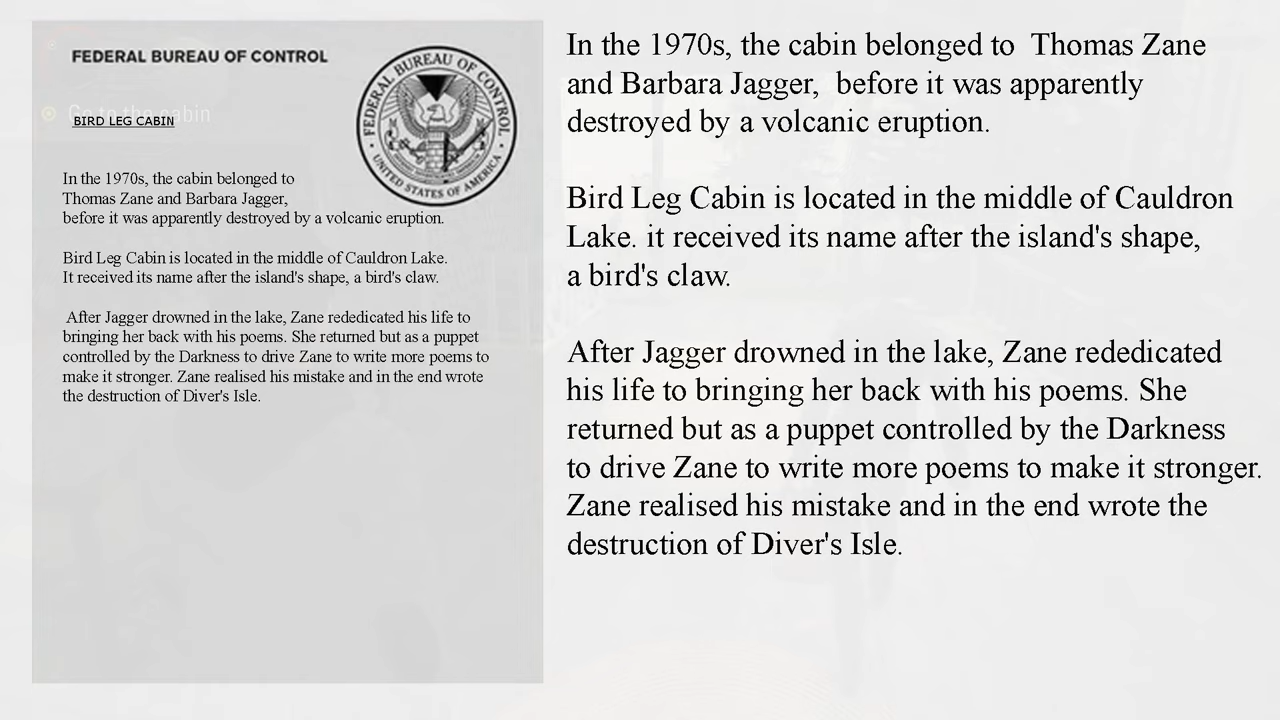 FEDERAL BUREAU OF CONTROL
FEDERAL BUREAU OF CONTROL
UNITED STATES OF AMERICA
Go to the cabin
BIRD LEG CABIN
In the 1970s, the cabin belonged to
Thomas Zane and Barbara Jagger,
before it was apparently destroyed by a volcanic eruption.
Bird Leg Cabin is located in the middle of Cauldron Lake.
It received its name after the island's shape, a bird's claw.
After Jagger drowned in the lake, Zane rededicated his life to
bringing her back with his poems. She returned but as a puppet
controlled by the Darkness to drive Zane to write more poems to
make it stronger. Zane realised his mistake and in the end wrote
the destruction of Diver's Isle.
In the 1970s, the cabin belonged to Thomas Zane
and Barbara Jagger, before it was apparently
destroyed by a volcanic eruption.
Bird Leg Cabin is located in the middle of Cauldron
Lake. it received its name after the island's shape,
a bird's claw.
After Jagger drowned in the lake, Zane rededicated
his life to bringing her back with his poems. She
returned but as a puppet controlled by the Darkness
to drive Zane to write more poems to make it stronger.
Zane realised his mistake and in the end wrote the
destruction of Diver's Isle.